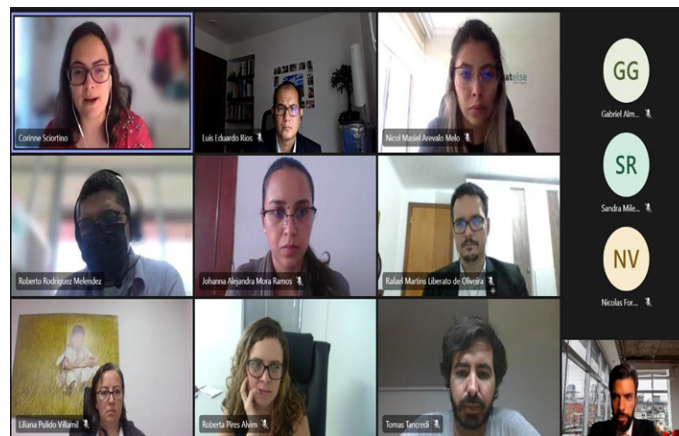 Corinne Sciortino
Luis Eduardo Rios
atelse
Nicol Masiel Arevalo Melo
GG
Gabriel Alm...
SR
Sandra Mile...
Roberto Rodriguez Melendez
Johanna Alejandra Mora Ramos
Rafael Martins Liberato de Oliveira
NV
Nicolas For...
Liliana Pulido Villamil
Roberta Pires Alvim
Tomas Tancredi